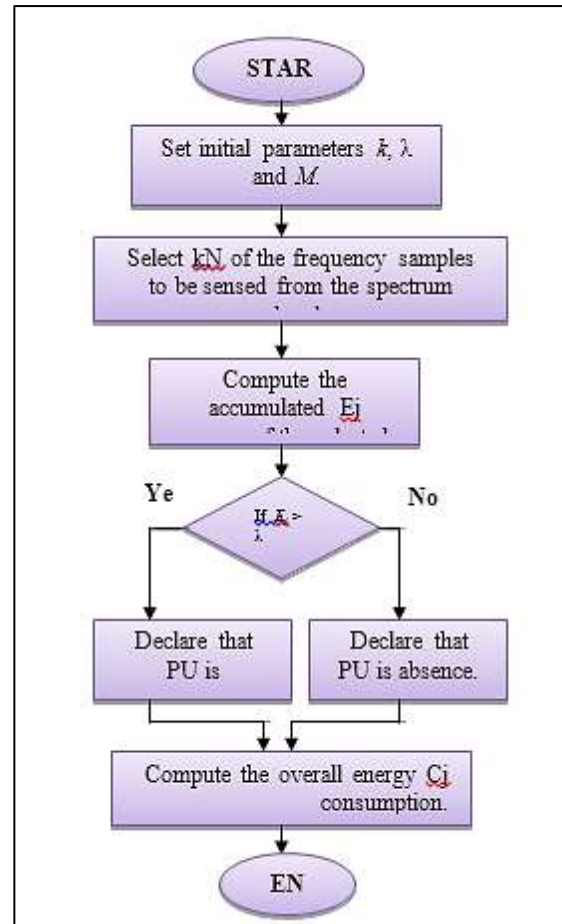 STAR
Set initial parameters k, λ
and M.
Select kN of the frequency samples
to be sensed from the spectrum
Compute the
accumulated Ej
Ye
No
If A >
λ
Declare that
PU is
Declare that
PU is absence.
Compute the overall energy Cj
consumption.
EN